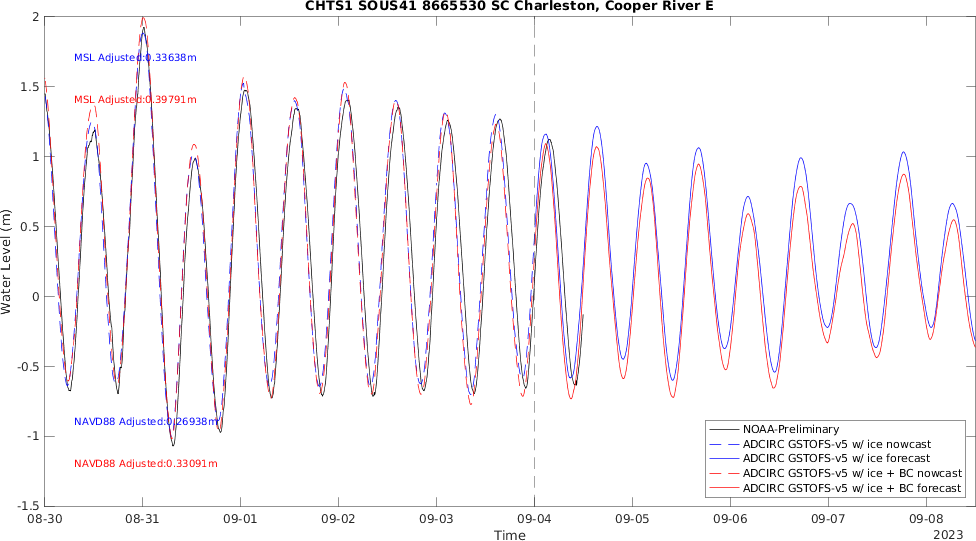 CHTS1 SOUS41 8665530 SC Charleston, Cooper River E
2
1.5
1
0.5
0
-0.5
-1
-1.5
Water Level (m)
MSL Adjusted:0.33638m
MSL Adjusted:0.39791m
NAVD88 Adjusted:0.26938m
NAVD88 Adjusted:0.33091m
NOAA-Preliminary
ADCIRC GSTOFS-v5 w/ ice nowcast
ADCIRC GSTOFS-v5 w/ ice forecast
ADCIRC GSTOFS-v5 w/ ice + BC nowcast
ADCIRC GSTOFS-v5 w/ ice + BC forecast
08-30 08-31 09-01 09-02 09-03 09-04 09-05 09-06 09-07 09-08
Time
2023